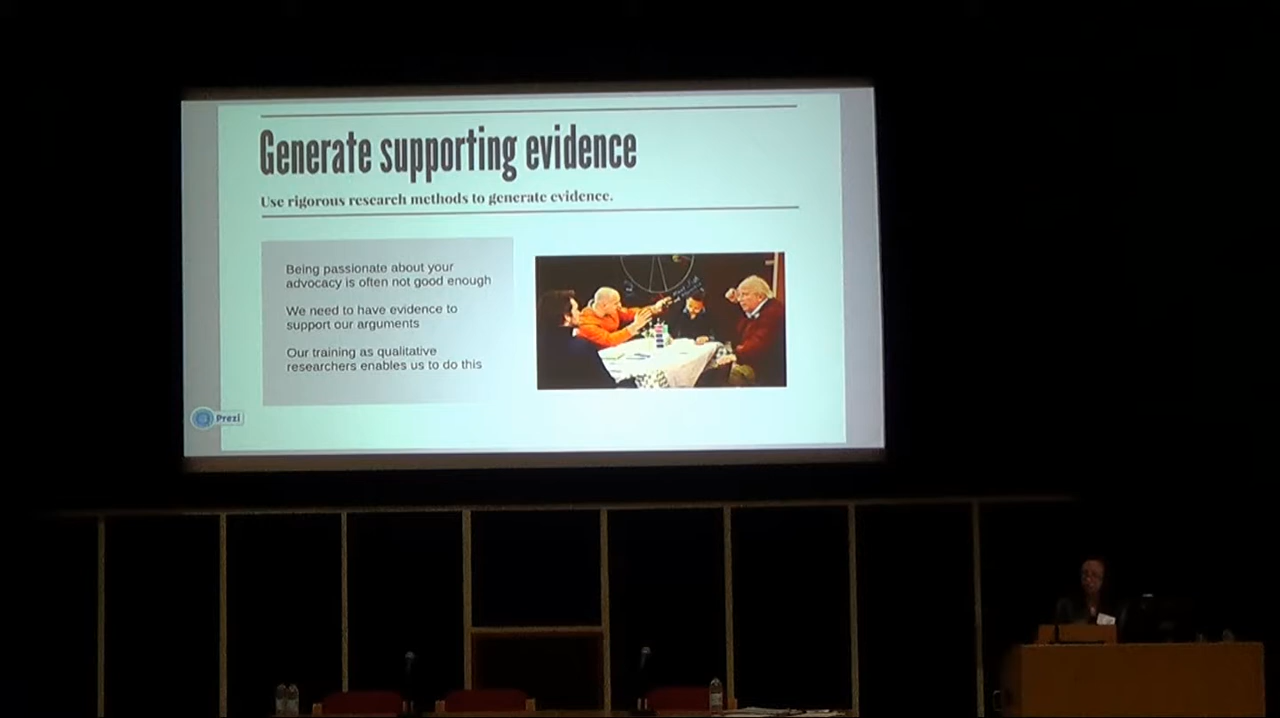 Generate supporting evidence
Use rigorous research methods to generate evidence.
Being passionate about your
advocacy is often not good enough
We need to have evidence to
support our arguments
Our training as qualitative
researchers enables us to do this
Prezi